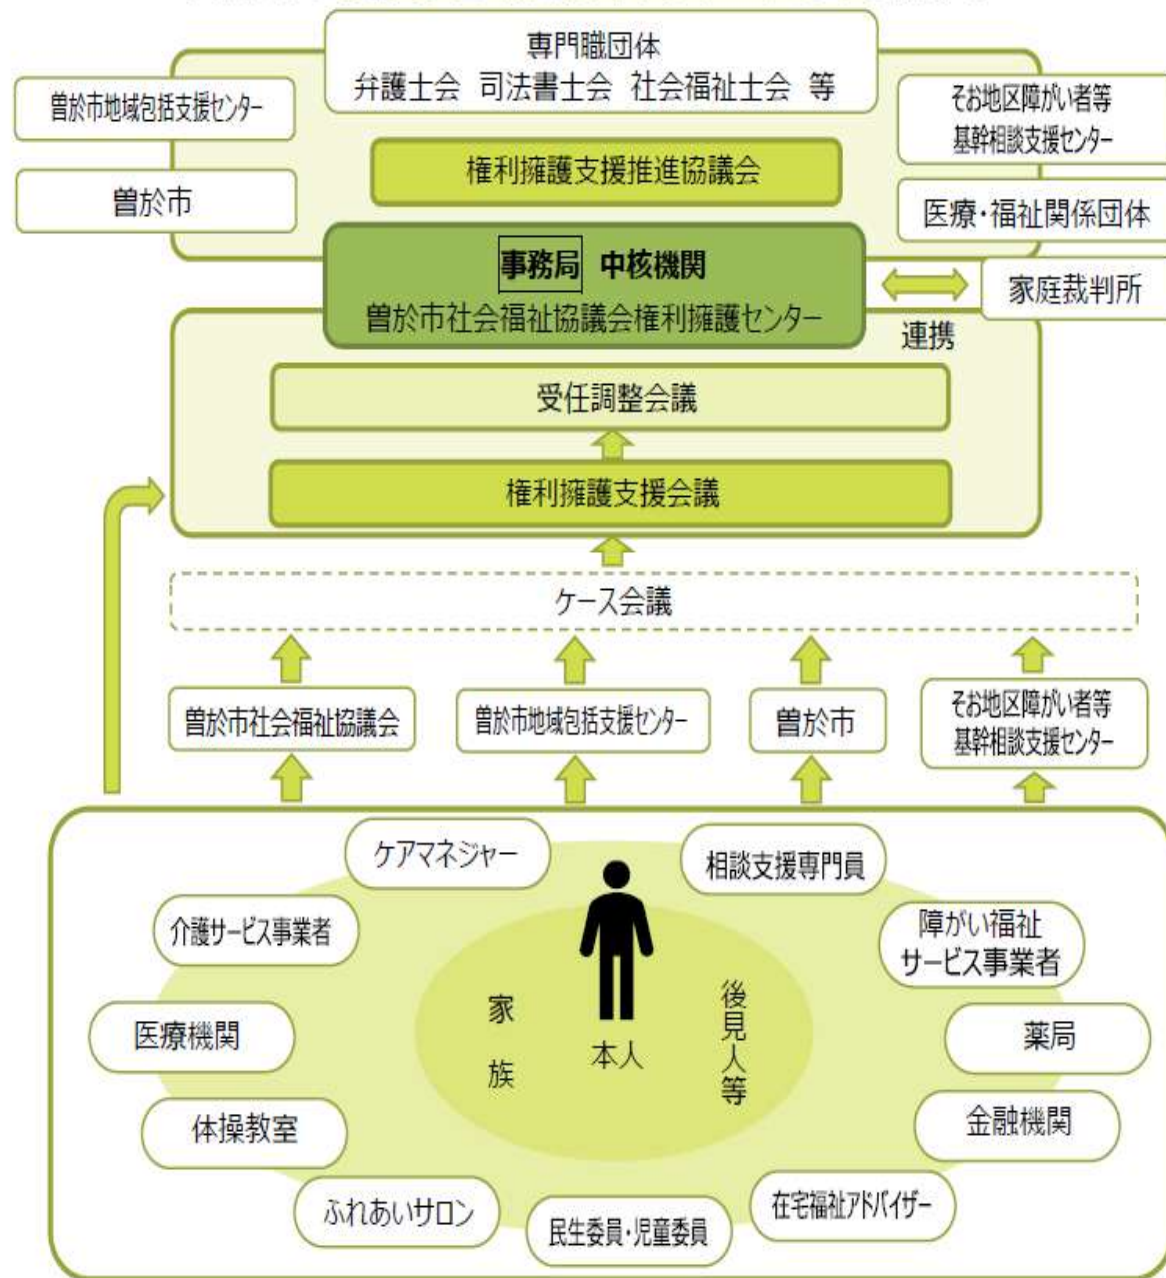 専門職団体
弁護士会 司法書士会 社会福祉士会 等
曽於市地域包括支援センター
そお地区障がい者等
基幹相談支援センター
権利擁護支援推進協議会
曽於市
医療・福祉関係団体
事務局 中核機関
曽於市社会福祉協議会権利擁護センター
家庭裁判所
連携
受任調整会議
権利擁護支援会議
ケース会議
曽於市社会福祉協議会
曽於市地域包括支援センター
曽於市
そお地区障がい者等
基幹相談支援センター
ケアマネジャー
相談支援専門員
介護サービス事業者
障がい福祉
サービス事業者
家族
本人
後見人等
医療機関
薬局
体操教室
金融機関
ふれあいサロン
民生委員・児童委員
在宅福祉アドバイザー